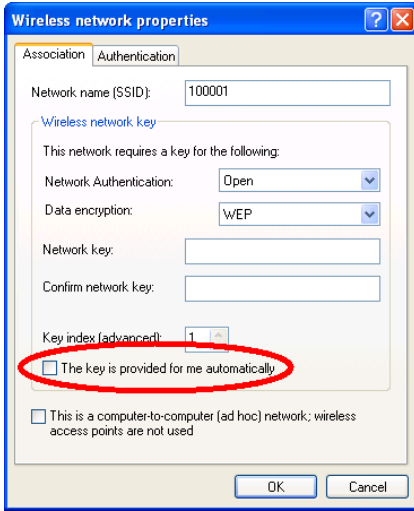 Wireless network properties
Association Authentication
Network name (SSID): 100001
Wireless network key
This network requires a key for the following:
Network Authentication: Open
Data encryption: WEP
Network key:
Confirm network key:
Key index (advanced): 1
The key is provided for me automatically
This is a computer-to-computer (ad hoc) network; wireless
access points are not used
OK Cancel